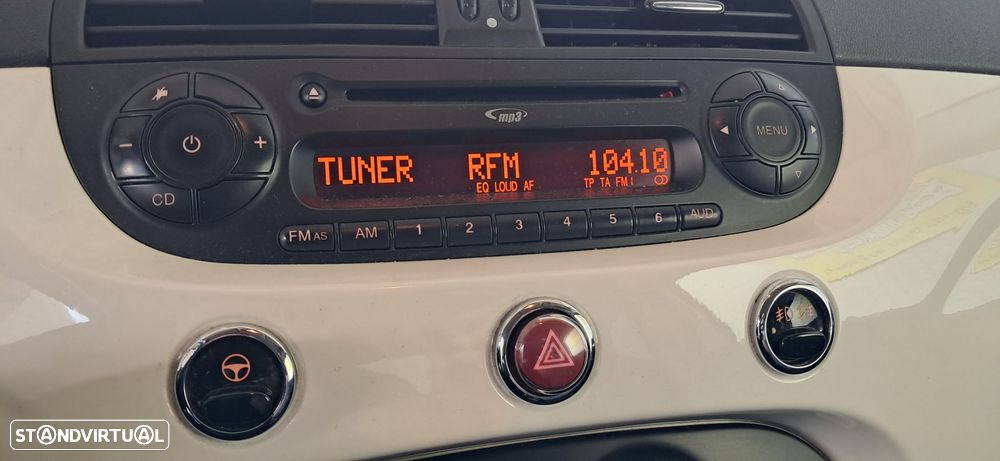 mp3
TUNER RFM 104.10
EQ LOUD AF TP TA FM1
− +
MENU
CD
FM AS AM 1 2 3 4 5 6 AUD
STANDVIRTUAL